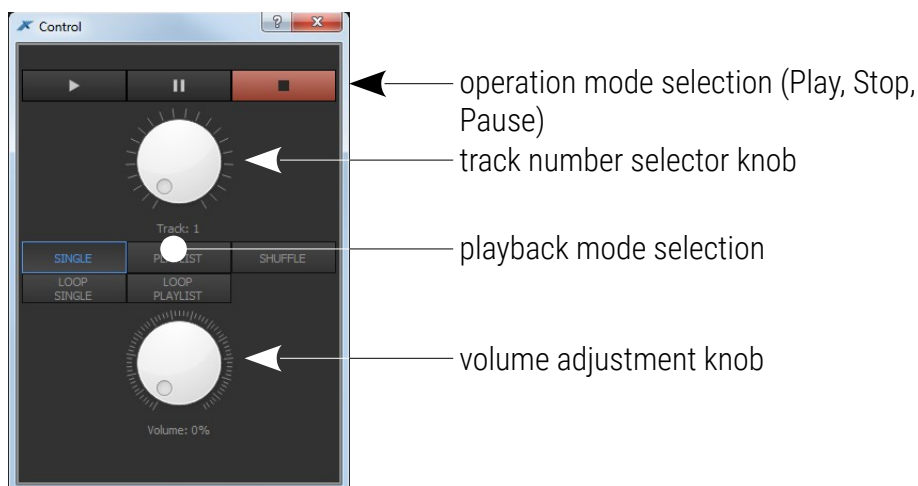 Control
operation mode selection (Play, Stop,
Pause)
track number selector knob
Track: 1
SINGLE PLAYLIST SHUFFLE
playback mode selection
LOOP LOOP
SINGLE PLAYLIST
volume adjustment knob
Volume: 0%